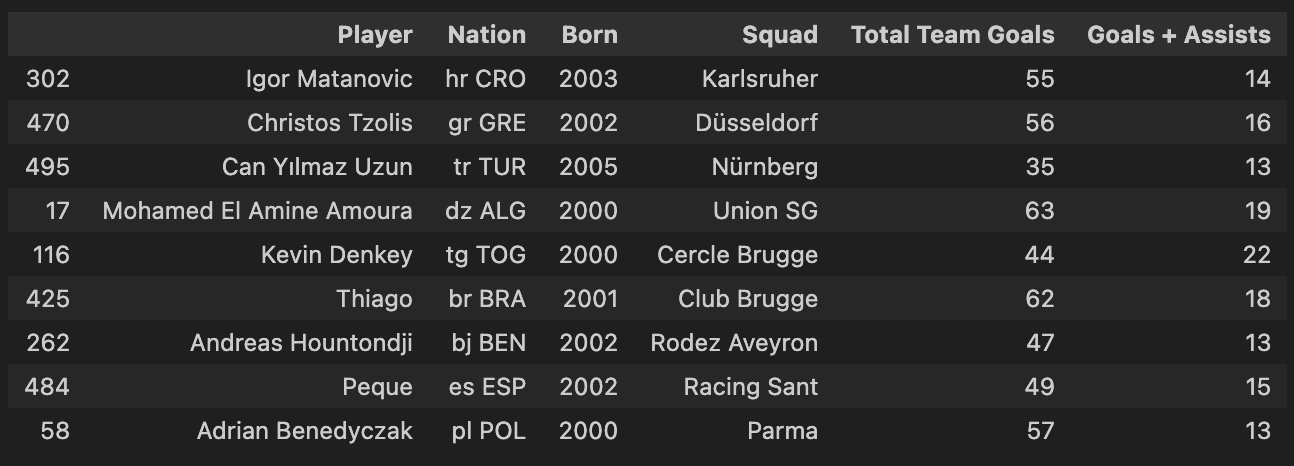 Player Nation Born Squad Total Team Goals Goals + Assists
302 Igor Matanovic hr CRO 2003 Karlsruher 55 14
470 Christos Tzolis gr GRE 2002 Düsseldorf 56 16
495 Can Yılmaz Uzun tr TUR 2005 Nürnberg 35 13
17 Mohamed El Amine Amoura dz ALG 2000 Union SG 63 19
116 Kevin Denkey tg TOG 2000 Cercle Brugge 44 22
425 Thiago br BRA 2001 Club Brugge 62 18
262 Andreas Hountondji bj BEN 2002 Rodez Aveyron 47 13
484 Peque es ESP 2002 Racing Sant 49 15
58 Adrian Benedyczak pl POL 2000 Parma 57 13